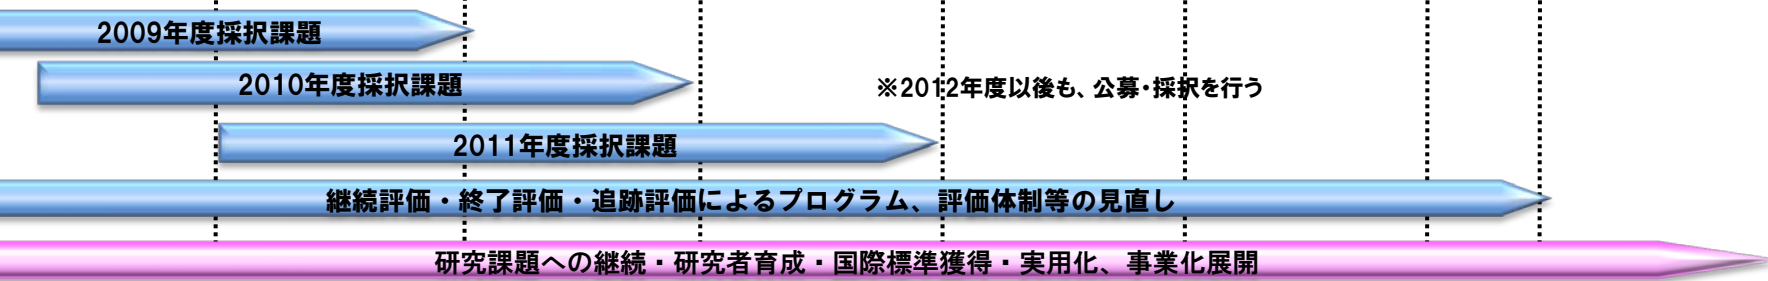 2009年度採択課題
2010年度採択課題
※2012年度以後も、公募・採択を行う
2011年度採択課題
継続評価・終了評価・追跡評価によるプログラム、評価体制等の見直し
研究課題への継続・研究者育成・国際標準獲得・実用化、事業化展開